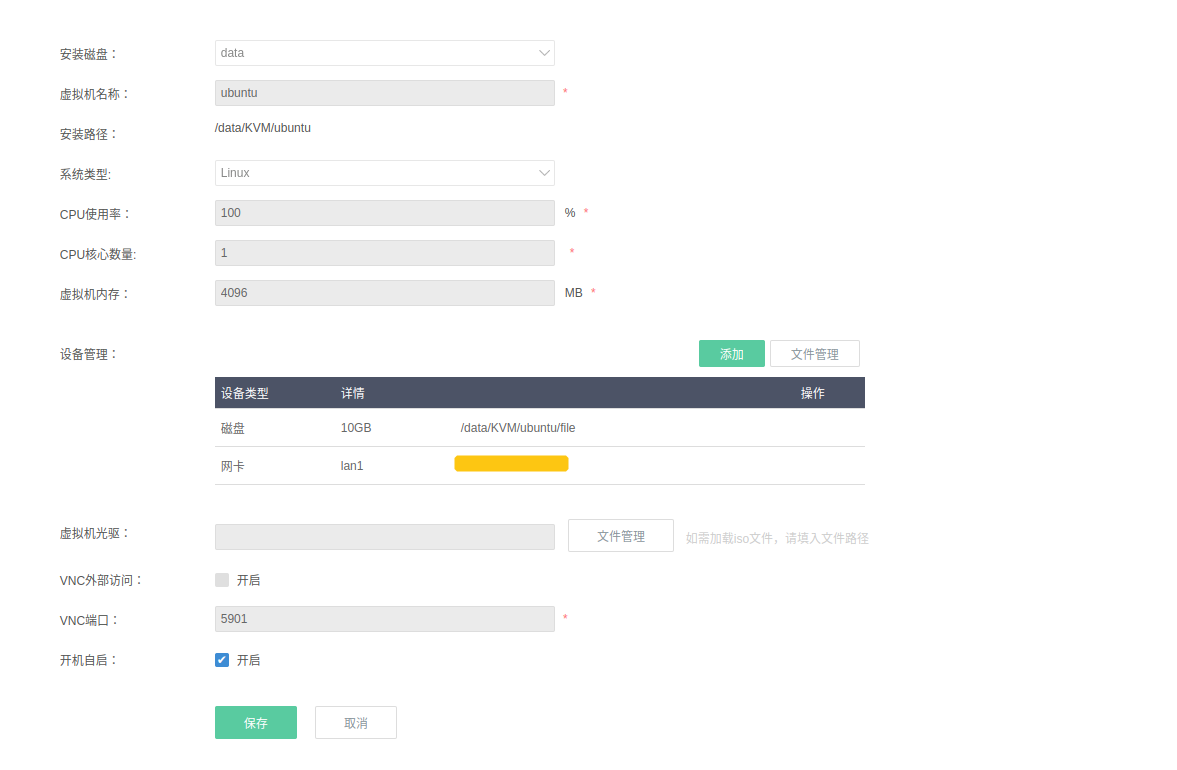 安装磁盘： data
虚拟机名称： ubuntu *
安装路径： /data/KVM/ubuntu
系统类型: Linux
CPU使用率： 100 % *
CPU核心数量: 1 *
虚拟机内存： 4096 MB *
设备管理： 添加 文件管理
设备类型 详情 操作
磁盘 10GB /data/KVM/ubuntu/file
网卡 lan1
虚拟机光驱： 文件管理 如需加载iso文件，请填入文件路径
VNC外部访问： 开启
VNC端口： 5901 *
开机自启： 开启
保存 取消